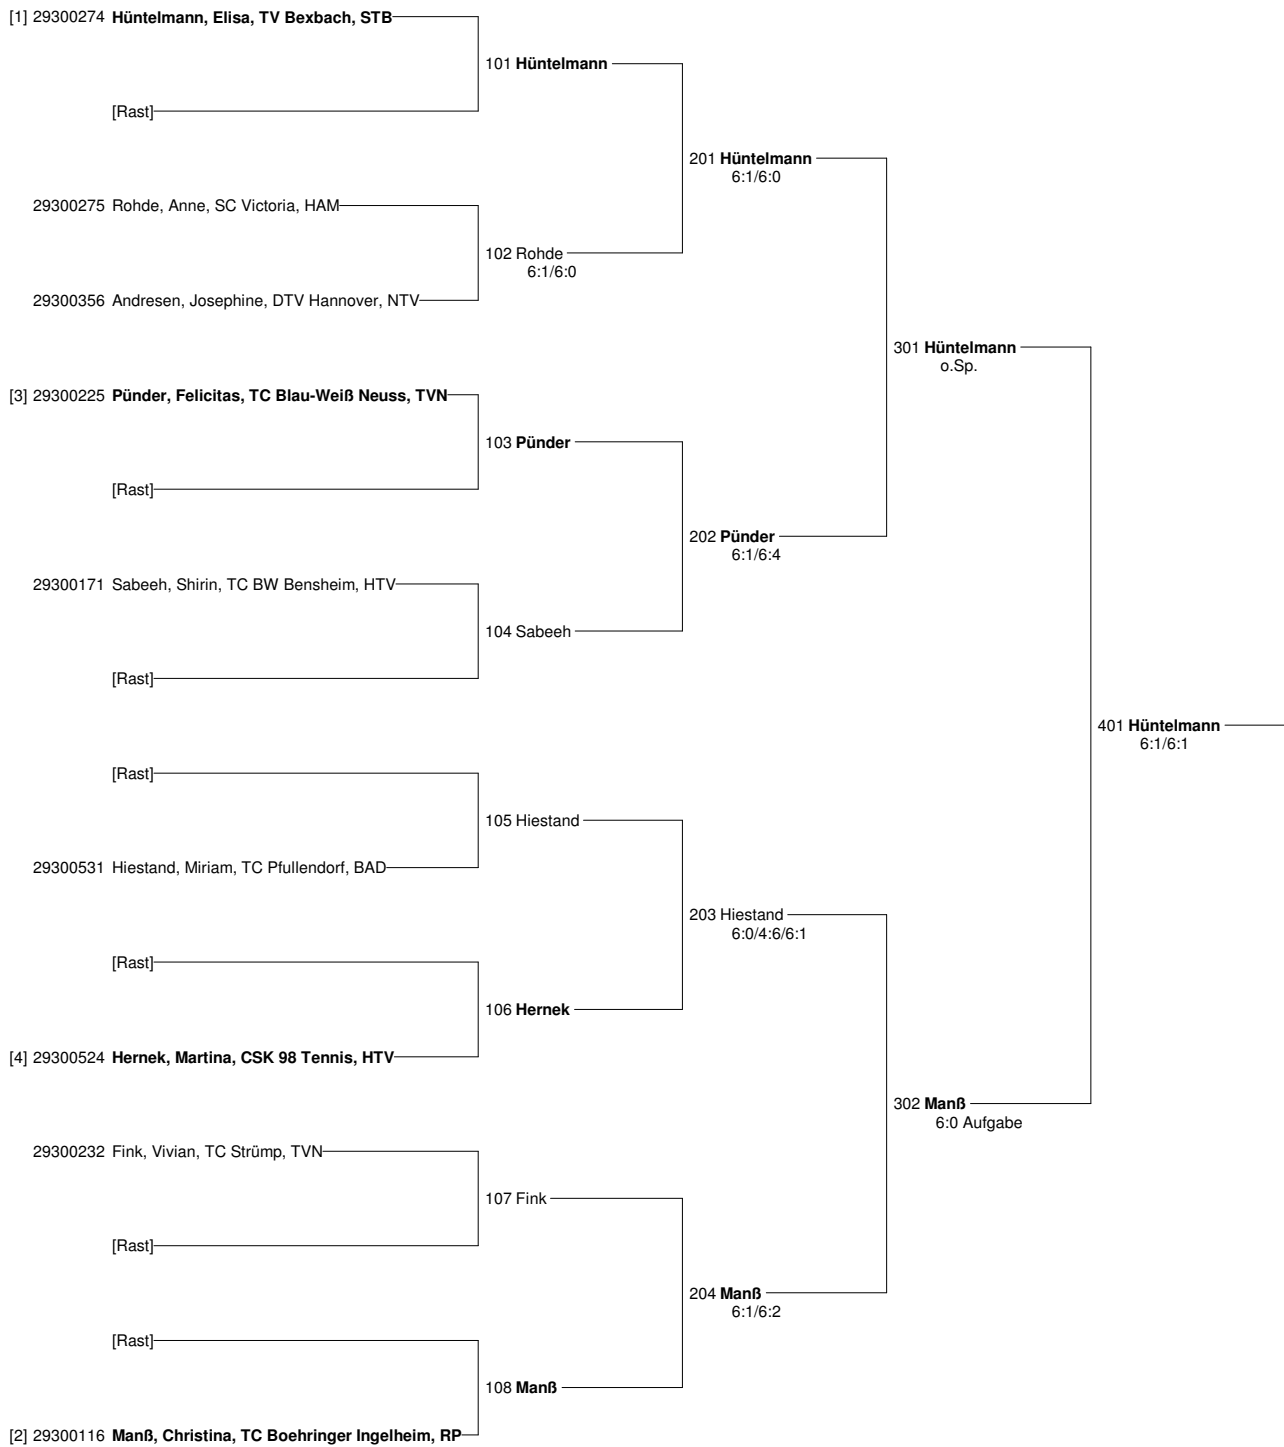 [1] 29300274 Hüntelmann, Elisa, TV Bexbach, STB
101 Hüntelmann
[Rast]
201 Hüntelmann
6:1/6:0
29300275 Rohde, Anne, SC Victoria, HAM
102 Rohde
6:1/6:0
29300356 Andresen, Josephine, DTV Hannover, NTV
301 Hüntelmann
o.Sp.
[3] 29300225 Pünder, Felicitas, TC Blau-Weiß Neuss, TVN
103 Pünder
[Rast]
202 Pünder
6:1/6:4
29300171 Sabeeh, Shirin, TC BW Bensheim, HTV
104 Sabeeh
[Rast]
401 Hüntelmann
6:1/6:1
[Rast]
105 Hiestand
29300531 Hiestand, Miriam, TC Pfullendorf, BAD
203 Hiestand
6:0/4:6/6:1
[Rast]
106 Hernek
[4] 29300524 Hernek, Martina, CSK 98 Tennis, HTV
302 Manß
6:0 Aufgabe
29300232 Fink, Vivian, TC Strümp, TVN
107 Fink
[Rast]
204 Manß
6:1/6:2
[Rast]
108 Manß
[2] 29300116 Manß, Christina, TC Boehringer Ingelheim, RP